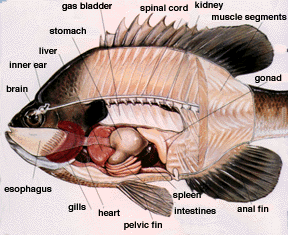 gas bladder
spinal cord
kidney
muscle segments
stomach
liver
inner ear
brain
gonad
esophagus
gills
heart
pelvic fin
spleen
intestines
anal fin